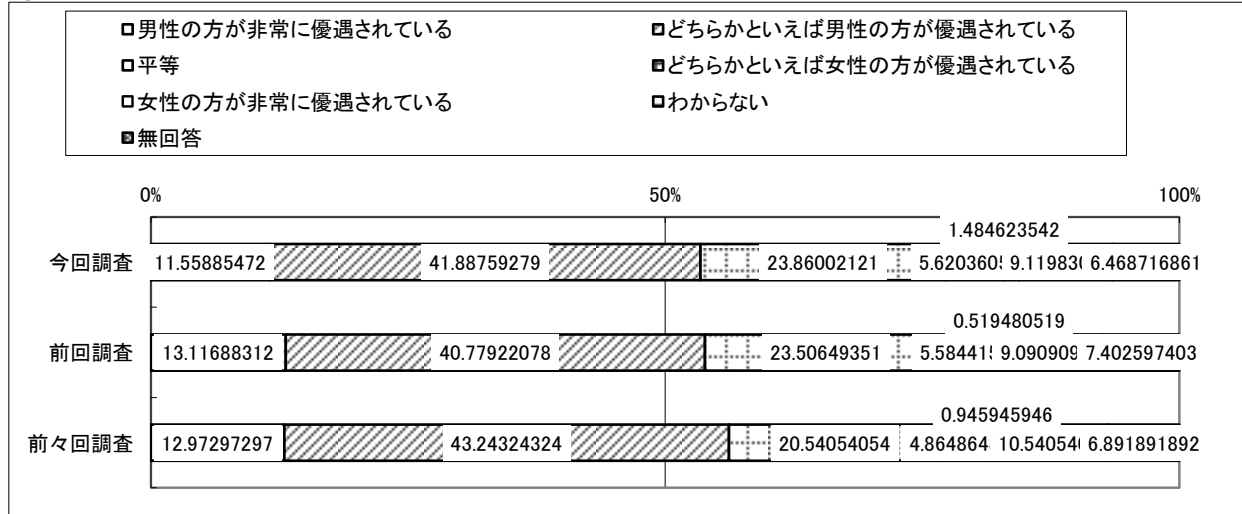 男性の方が非常に優遇されている どちらかといえば男性の方が優遇されている
平等 どちらかといえば女性の方が優遇されている
女性の方が非常に優遇されている わからない
無回答
0% 50% 100%
1.484623542
今回調査 11.55885472 41.88759279 23.86002121 6.468716861
0.519480519
前回調査 13.11688312 40.77922078 23.50649351 9.090909 7.402597403
0.945945946
前々回調査 12.97297297 43.24324324 20.54054054 4.864864 10.540540 6.891891892